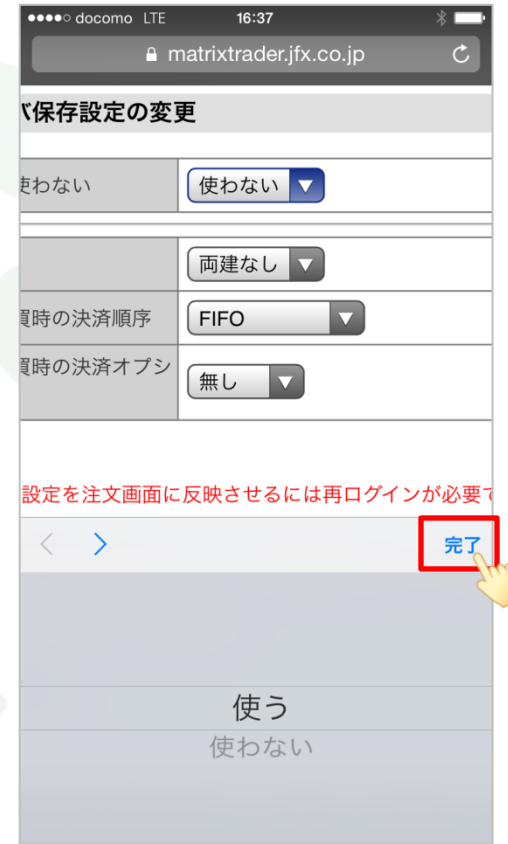 docomo LTE 16:37
matrixtrader.jfx.co.jp
保存設定の変更
使わない 使わない
両建なし
買時の決済順序 FIFO
買時の決済オプシ 無し
設定を注文画面に反映させるには再ログインが必要で
完了
使う
使わない